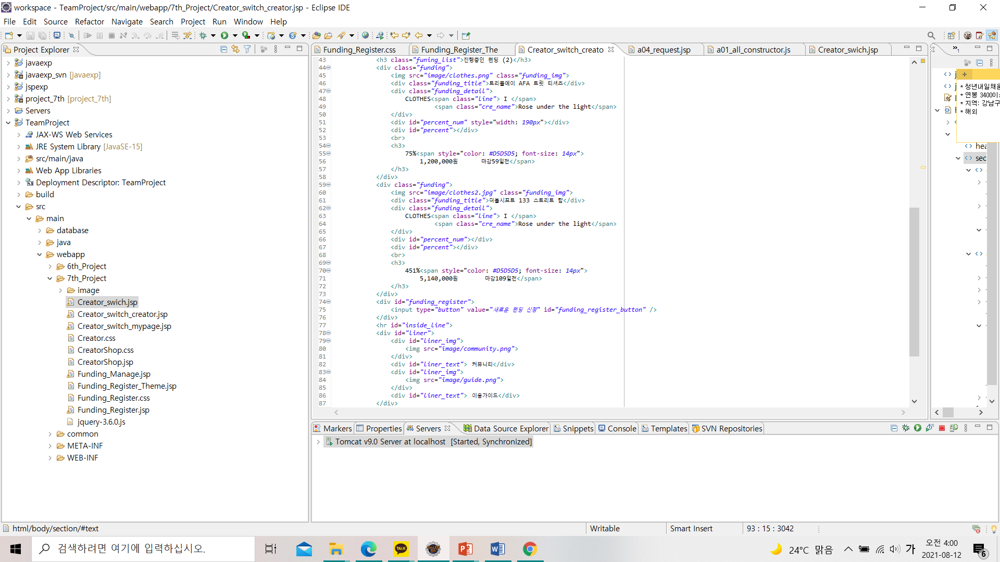 workspace - TeamProject/src/main/webapp/7th_Project/Creator_switch_creator.jsp - Eclipse IDE
File Edit Source Refactor Navigate Search Project Run Window Help
Project Explorer
javaexp
javaexp_svn [javaexp]
jspexp
project_7th [project_7th]
Servers
TeamProject
JAX-WS Web Services
JRE System Library [JavaSE-15]
src/main/java
Web App Libraries
Deployment Descriptor: TeamProject
build
src
main
database
java
webapp
6th_Project
7th_Project
image
Creator_swich.jsp
Creator_switch_creator.jsp
Creator_switch_mypage.jsp
Creator.css
CreatorShop.css
CreatorShop.jsp
Funding_Manage.jsp
Funding_Register_Theme.jsp
Funding_Register.css
Funding_Register.jsp
jquery-3.6.0.js
common
META-INF
WEB-INF
Funding_Register.css Funding_Register_The Creator_switch_creato a04_request.jsp a01_all_constructor.js Creator_swich.jsp
43 <h3 class="funing_list">진행중인 펀딩 (2)</h3>
44 <div class="funding">
45 <img src="image/clothes.png" class="funding_img">
46 <div class="funding_title">트리플에이 AFA 트릿 티셔츠</div>
47 <div class="funding_detail">
48 CLOTHES<span class="line"> I </span>
49 <span class="cre_name">Rose under the light</span>
50 </div>
51 <div id="percent_num" style="width: 190px"></div>
52 <div id="percent"></div>
53 <br>
54 <h3>
55 75%<span style="color: #D5D5D5; font-size: 14px">
56 1,200,000원 마감59일전</span>
57 </h3>
58 </div>
59 <div class="funding">
60 <img src="image/clothes2.jpg" class="funding_img">
61 <div class="funding_title">더블시프트 133 스트리트 탑</div>
62 <div class="funding_detail">
63 CLOTHES<span class="line"> I </span>
64 <span class="cre_name">Rose under the light</span>
65 </div>
66 <div id="percent_num"></div>
67 <div id="percent"></div>
68 <br>
69 <h3>
70 451%<span style="color: #D5D5D5; font-size: 14px">
71 5,140,000원 마감109일전</span>
72 </h3>
73 </div>
74 <div id="funding_register">
75 <input type="button" value="새로운 펀딩 신청" id="funding_register_button" />
76 </div>
77 <hr id="inside_line">
78 <div id="liner">
79 <div id="liner_img">
80 <img src="image/community.png">
81 </div>
82 <div id="liner_text"> 커뮤니티</div>
83 <div id="liner_img">
84 <img src="image/guide.png">
85 </div>
86 <div id="liner_text"> 이용가이드</div>
87 </div>
* 청년내일채움
* 연봉 3400이상
* 지역: 강남구
* 해외
hea
sec
Markers Properties Servers Data Source Explorer Snippets Console Templates SVN Repositories
Tomcat v9.0 Server at localhost [Started, Synchronized]
html/body/section/#text Writable Smart Insert 93 : 15 : 3042
검색하려면 여기에 입력하십시오.
TALK
24°C 맑음
가
오전 4:00
2021-08-12
6